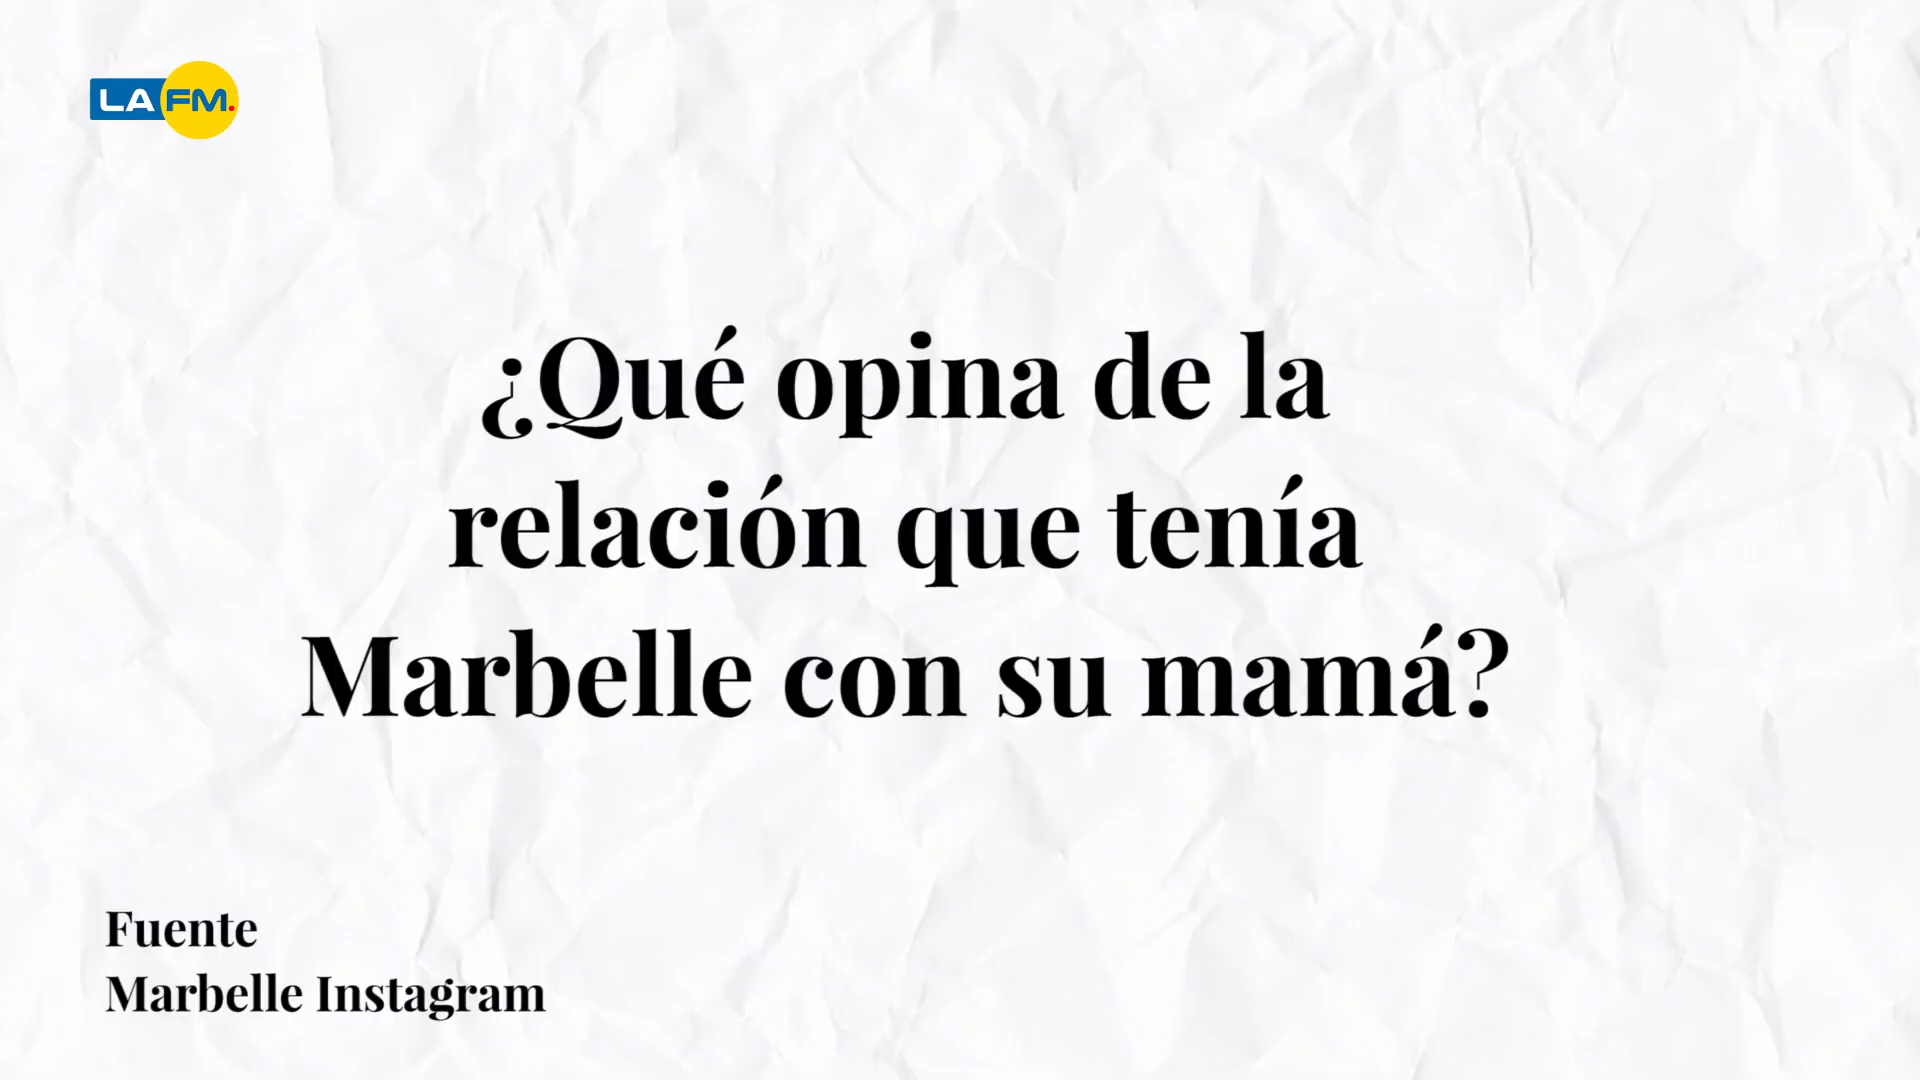 LA FM.
¿Qué opina de la
relación que tenía
Marbelle con su mamá?
Fuente
Marbelle Instagram